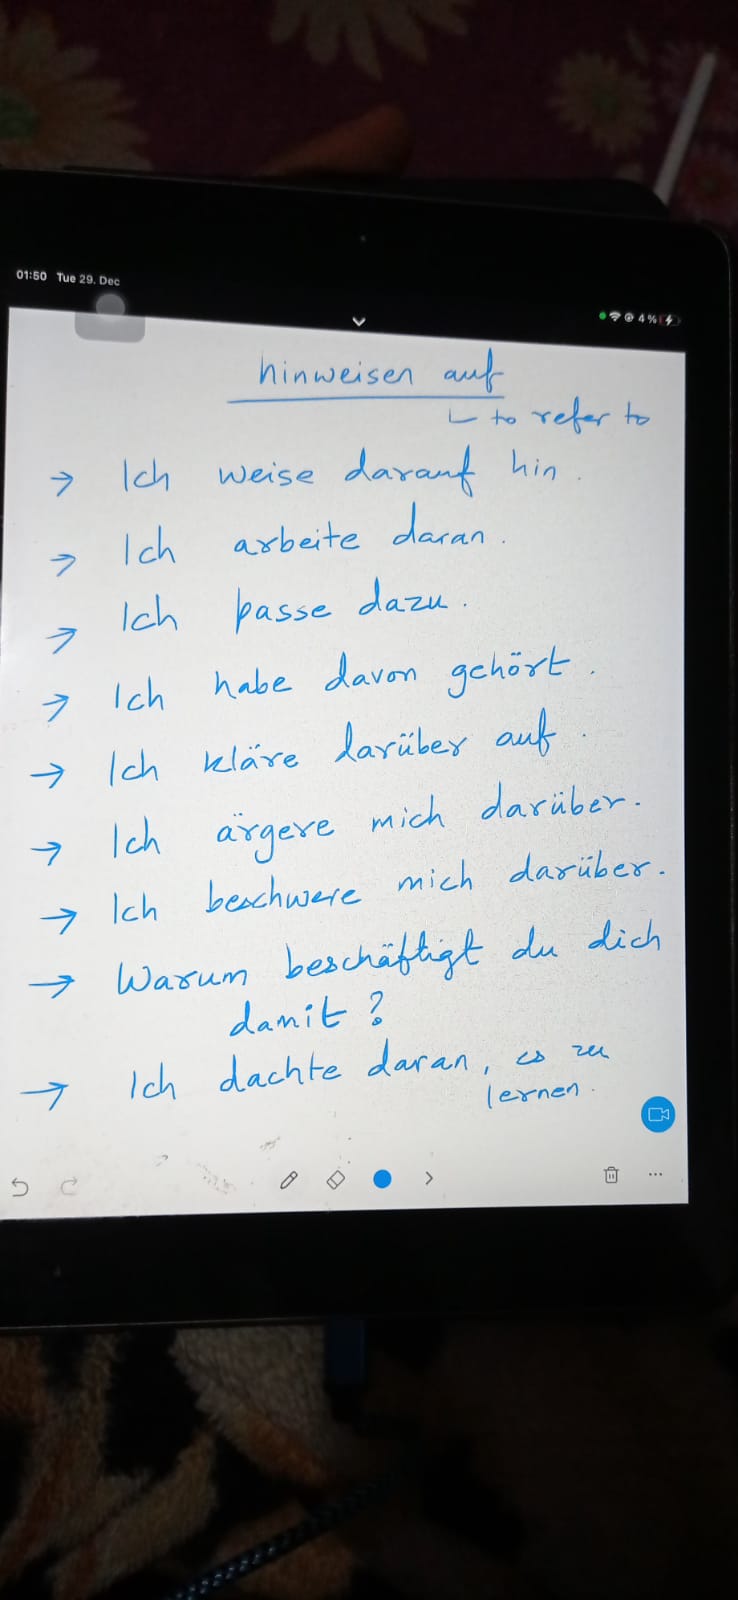 01:50 Tue 29. Dec
4%
hinweisen auf
↳ to refer to
→ Ich weise darauf hin.
→ Ich arbeite daran.
→ Ich passe dazu.
→ Ich habe davon gehört.
→ Ich kläre darüber auf.
→ Ich ärgere mich darüber.
→ Ich beschwere mich darüber.
→ Warum beschäftigt du dich
damit?
→ Ich dachte daran, es zu
lernen.